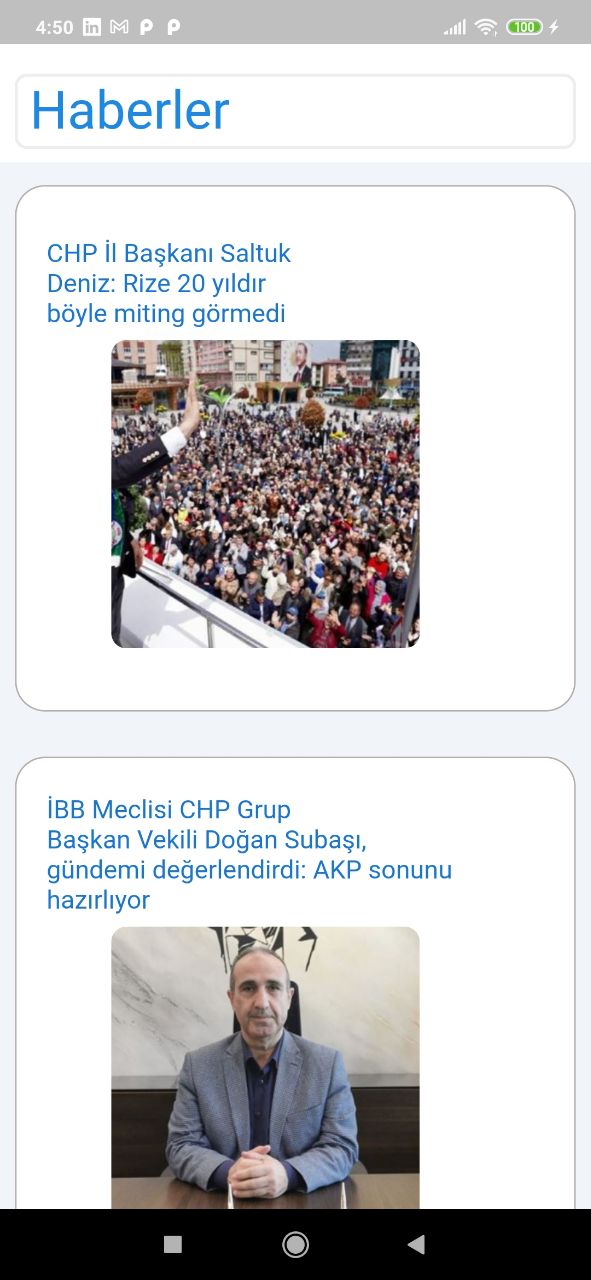 4:50
100
Haberler
CHP İl Başkanı Saltuk
Deniz: Rize 20 yıldır
böyle miting görmedi
İBB Meclisi CHP Grup
Başkan Vekili Doğan Subaşı,
gündemi değerlendirdi: AKP sonunu
hazırlıyor